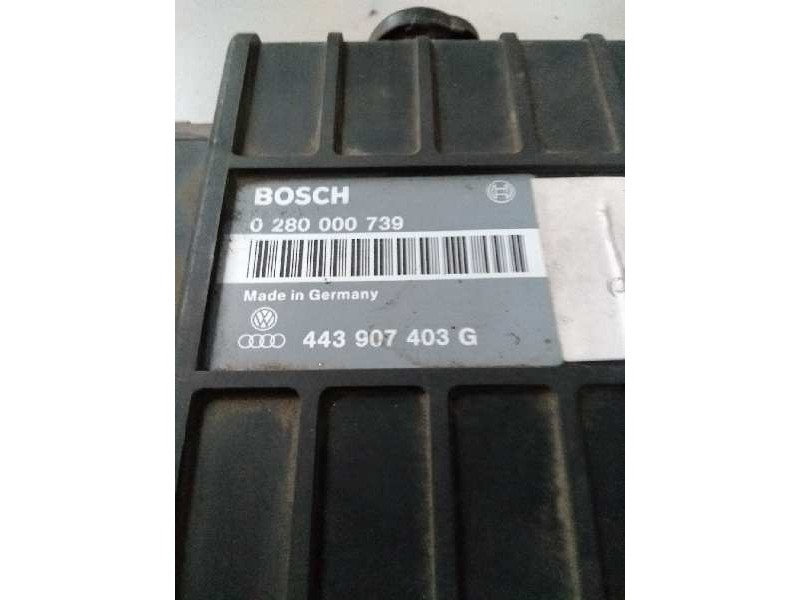 BOSCH
0 280 000 739
Made in Germany
443 907 403 G